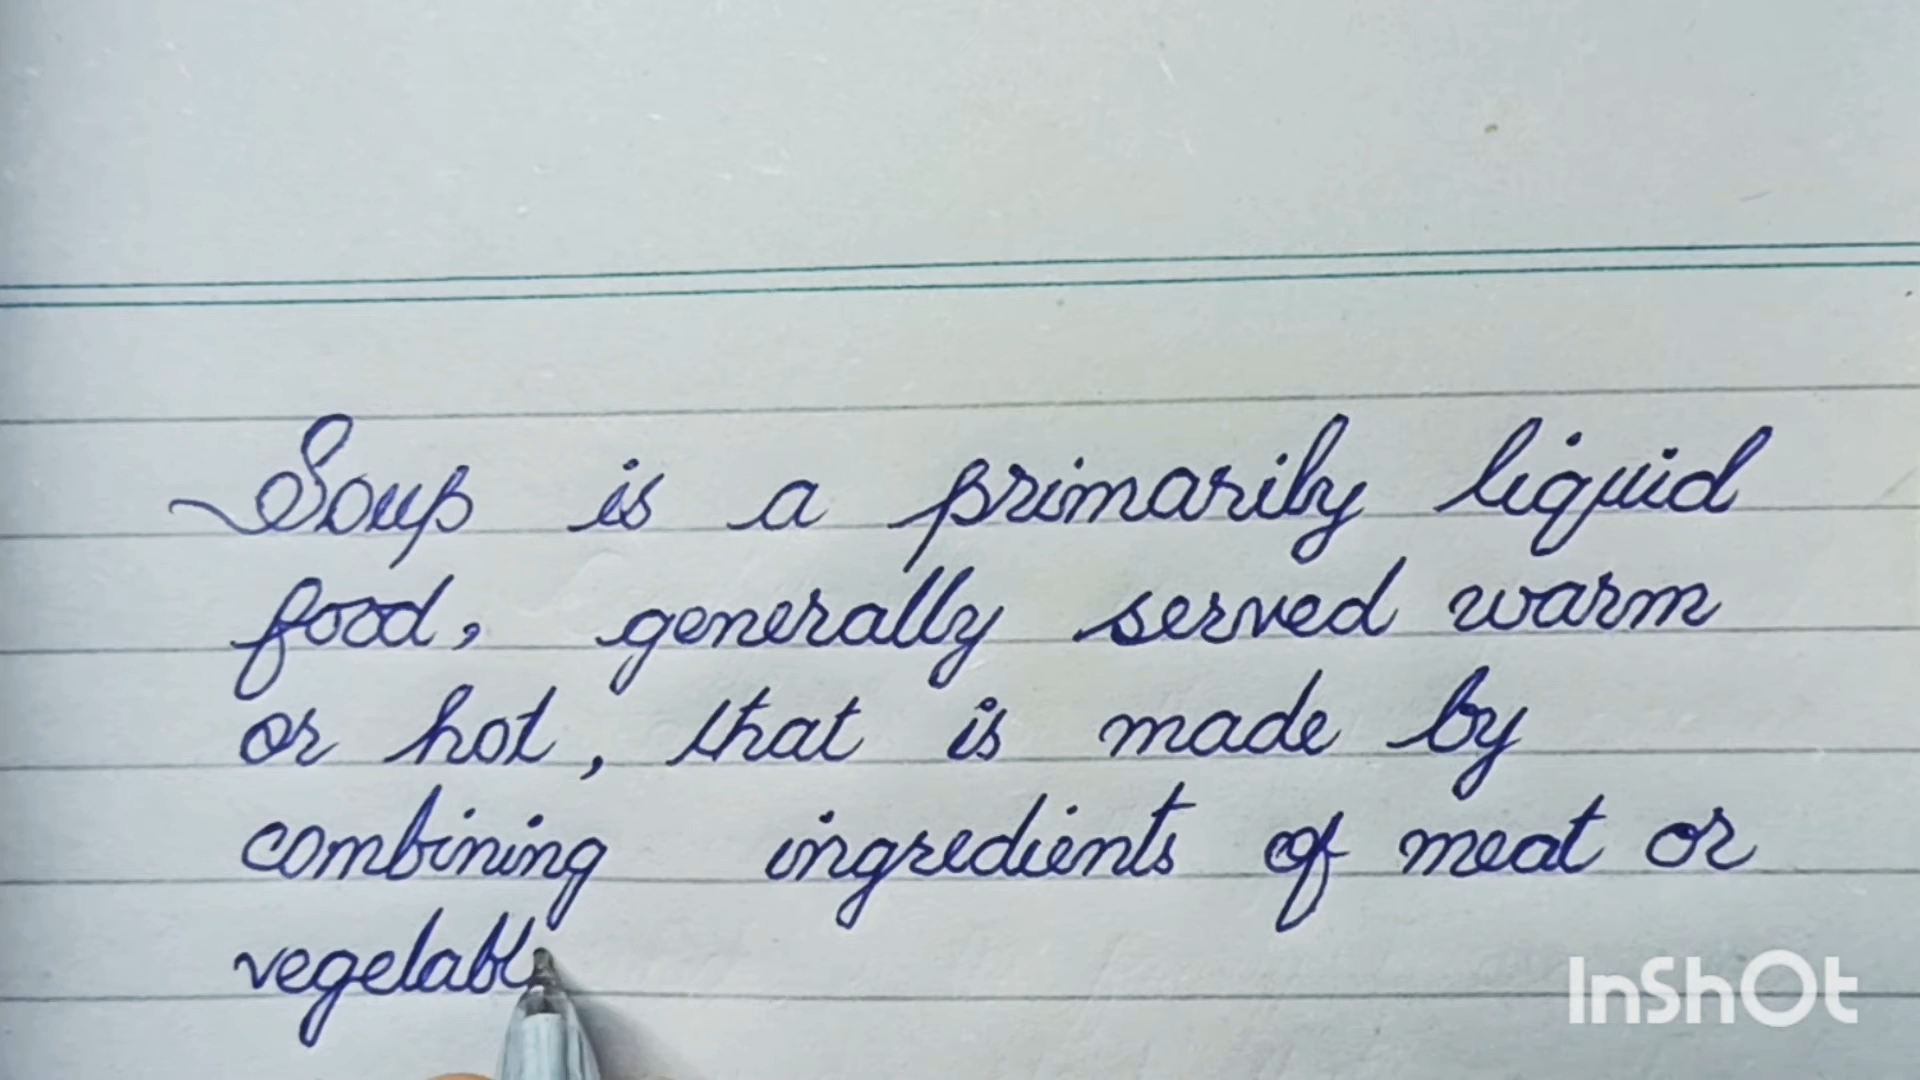 Soup is a primarily liquid
food, generally served warm
or hot, that is made by
combining ingredients of meat or
vegetabl
InShOt